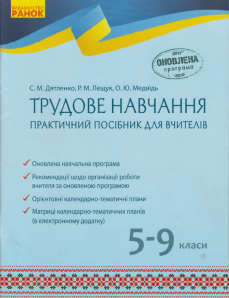 ВИДАВНИЦТВО
РАНОК
ОНОВЛЕНА
програма
С. М. Дятленко, Р. М. Лещук, О. Ю. Медвідь
ТРУДОВЕ НАВЧАННЯ
ПРАКТИЧНИЙ ПОСІБНИК ДЛЯ ВЧИТЕЛІВ
Оновлена навчальна програма
Рекомендації щодо організації роботи
вчителя за оновленою програмою
Орієнтовні календарно-тематичні плани
Матриці календарно-тематичних планів
(в електронному додатку)
5-9 класи